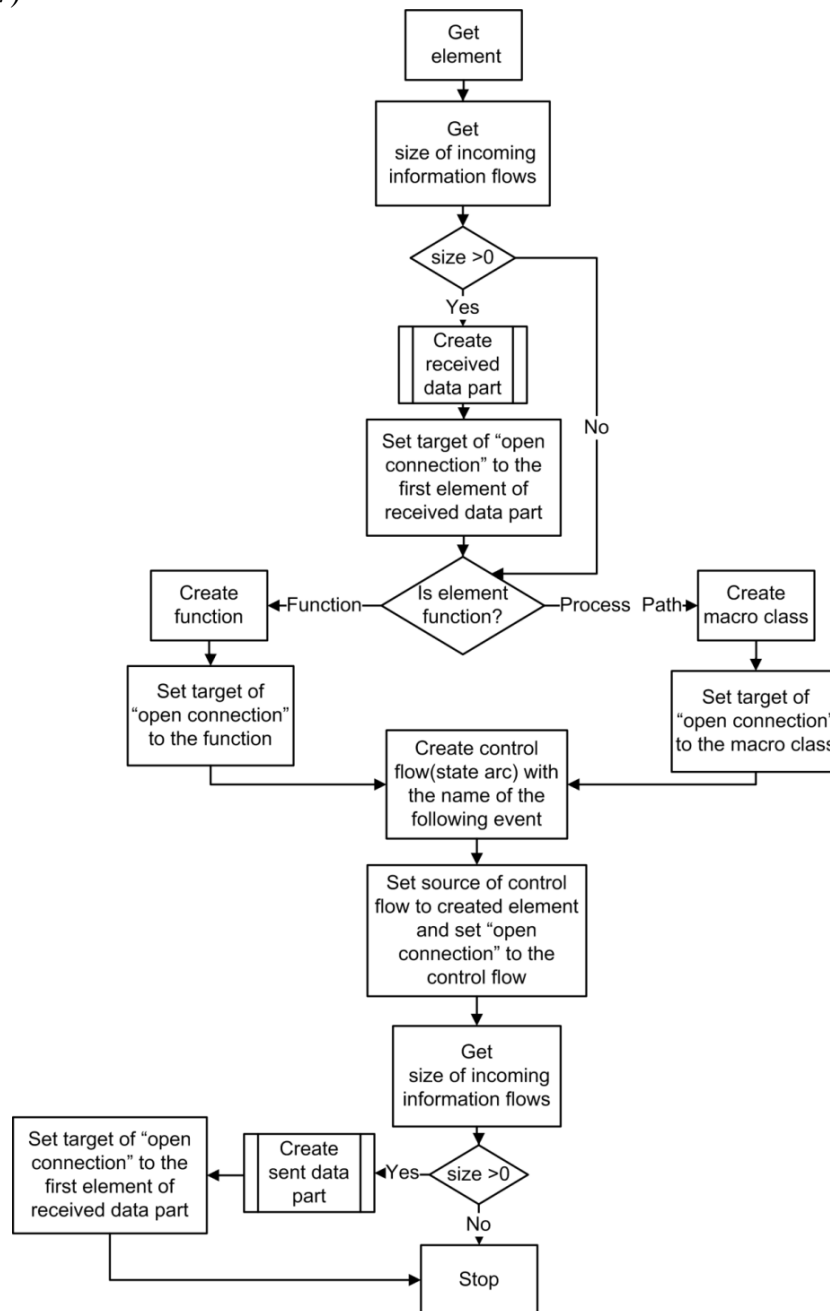 Get
element
Get
size of incoming
information flows
size >0
Yes
Create
received
data part
No
Set target of “open
connection” to the
first element of
received data part
Create
function
Function
Is element
function?
Process Path
Create
macro class
Set target of
“open connection”
to the function
Set target of
“open connection”
to the macro class
Create control
flow(state arc) with
the name of the
following event
Set source of control
flow to created element
and set “open
connection” to the
control flow
Get
size of incoming
information flows
Set target of “open
connection” to the
first element of
received data part
Create
sent data
part
Yes
size >0
No
Stop